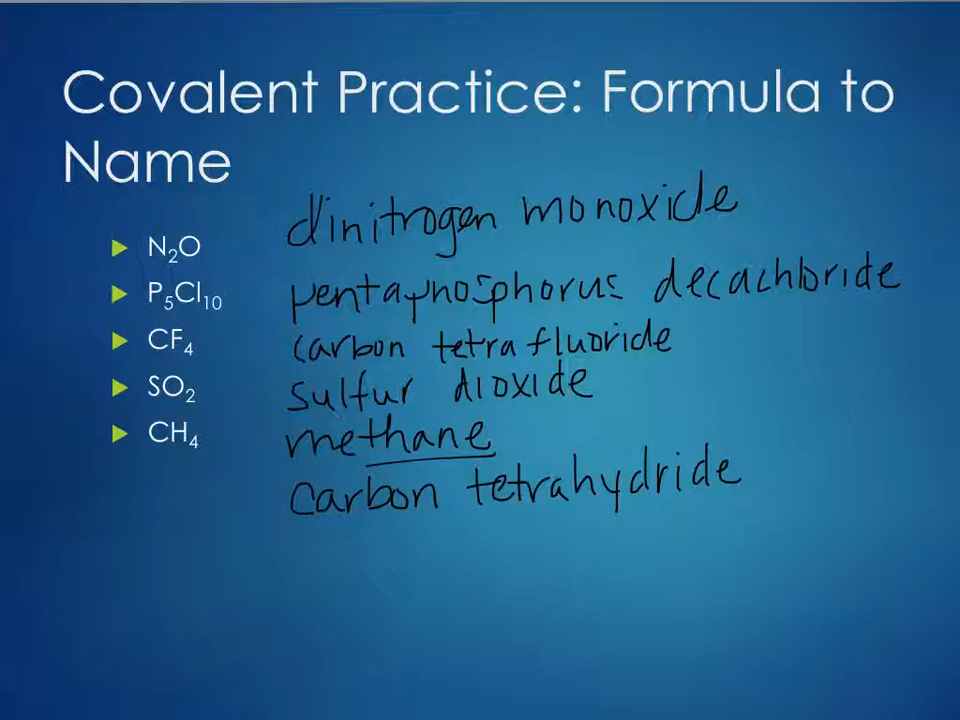 Covalent Practice: Formula to
Name
N₂O dinitrogen monoxide
P₅Cl₁₀ pentaphosphorus decachloride
CF₄ carbon tetrafluoride
SO₂ sulfur dioxide
CH₄ methane
carbon tetrahydride